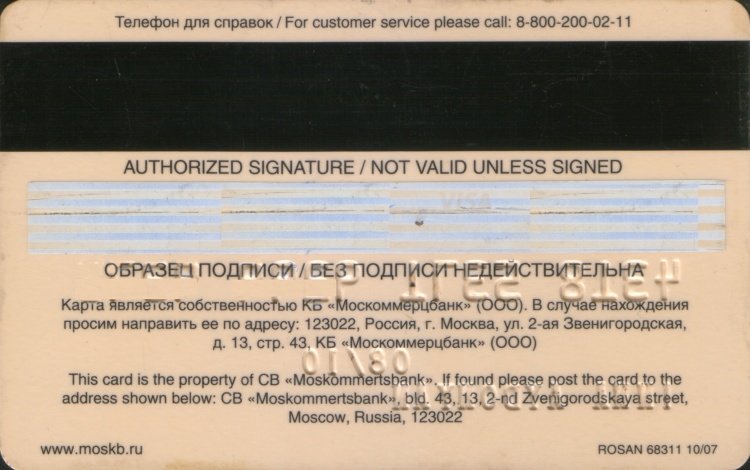 Телефон для справок / For customer service please call: 8-800-200-02-11
AUTHORIZED SIGNATURE / NOT VALID UNLESS SIGNED
VISA
ОБРАЗЕЦ ПОДПИСИ / БЕЗ ПОДПИСИ НЕДЕЙСТВИТЕЛЬНА
Карта является собственностью КБ «Москоммерцбанк» (ООО). В случае нахождения
просим направить ее по адресу: 123022, Россия, г. Москва, ул. 2-ая Звенигородская,
д. 13, стр. 43, КБ «Москоммерцбанк» (ООО)
08/10
This card is the property of CB «Moskommertsbank». If found please post the card to the
address shown below: CB «Moskommertsbank», bld. 43, 13, 2-nd Zvenigorodskaya street,
Moscow, Russia, 123022
www.moskb.ru
ROSAN 68311 10/07